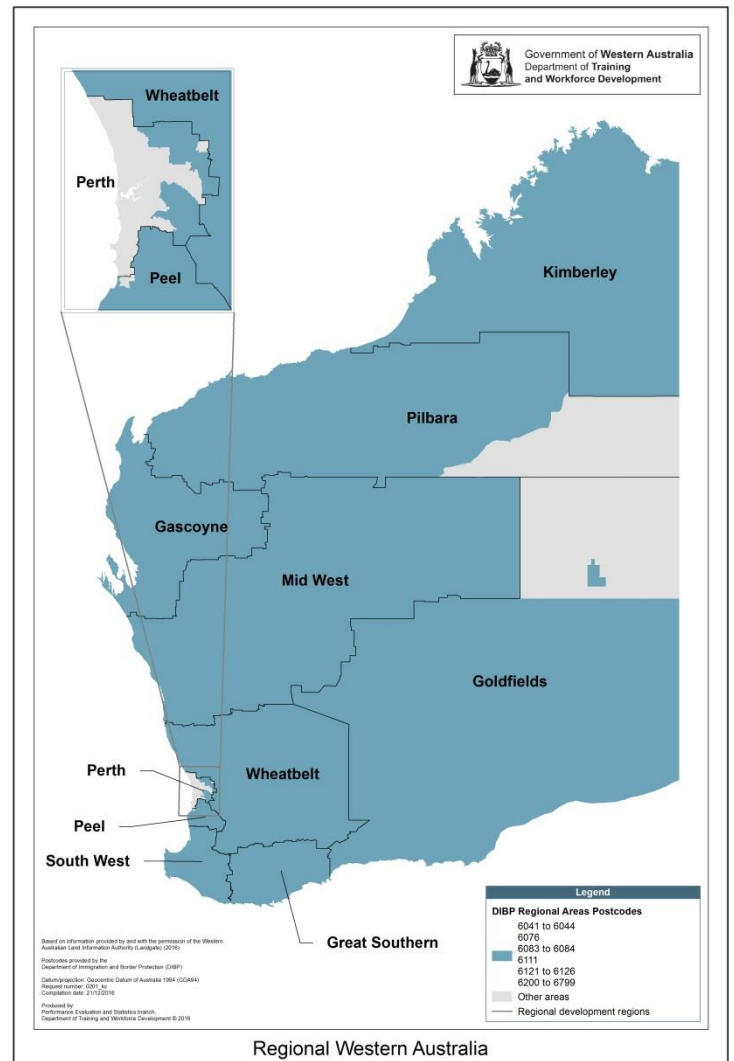 Government of Western Australia
Department of Training
and Workforce Development
Wheatbelt
Perth
Peel
Kimberley
Pilbara
Gascoyne
Mid West
Goldfields
Wheatbelt
Perth
Peel
South West
Great Southern
Legend
DIBP Regional Areas Postcodes
6041 to 6044
6076
6083 to 6084
6111
6121 to 6126
6200 to 6799
Other areas
Regional development regions
Based on information provided by and with the permission of the Western
Australian Land Information Authority (Landgate) (2016)
Postcodes provided by the
Department of Immigration and Border Protection (DIBP)
Datum/projection: Geocentric Datum of Australia 1994 (GDA94)
Request number: 0201_kc
Compilation date: 21/12/2016
Produced by:
Performance Evaluation and Statistics branch,
Department of Training and Workforce Development © 2016
Regional Western Australia